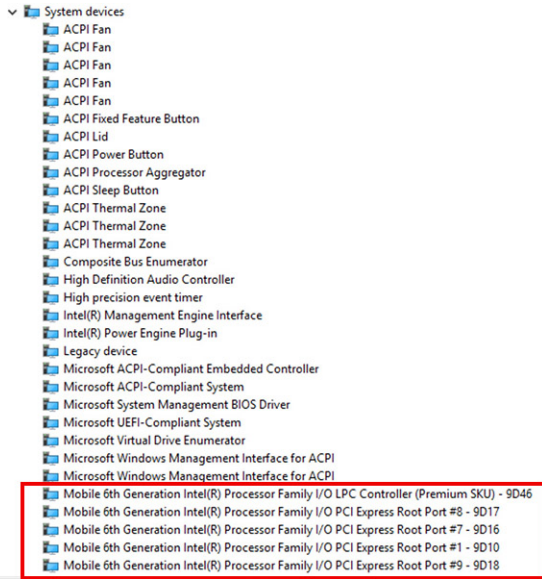 System devices
ACPI Fan
ACPI Fan
ACPI Fan
ACPI Fan
ACPI Fan
ACPI Fixed Feature Button
ACPI Lid
ACPI Power Button
ACPI Processor Aggregator
ACPI Sleep Button
ACPI Thermal Zone
ACPI Thermal Zone
ACPI Thermal Zone
Composite Bus Enumerator
High Definition Audio Controller
High precision event timer
Intel(R) Management Engine Interface
Intel(R) Power Engine Plug-in
Legacy device
Microsoft ACPI-Compliant Embedded Controller
Microsoft ACPI-Compliant System
Microsoft System Management BIOS Driver
Microsoft UEFI-Compliant System
Microsoft Virtual Drive Enumerator
Microsoft Windows Management Interface for ACPI
Microsoft Windows Management Interface for ACPI
Mobile 6th Generation Intel(R) Processor Family I/O LPC Controller (Premium SKU) - 9D46
Mobile 6th Generation Intel(R) Processor Family I/O PCI Express Root Port #8 - 9D17
Mobile 6th Generation Intel(R) Processor Family I/O PCI Express Root Port #7 - 9D16
Mobile 6th Generation Intel(R) Processor Family I/O PCI Express Root Port #1 - 9D10
Mobile 6th Generation Intel(R) Processor Family I/O PCI Express Root Port #9 - 9D18